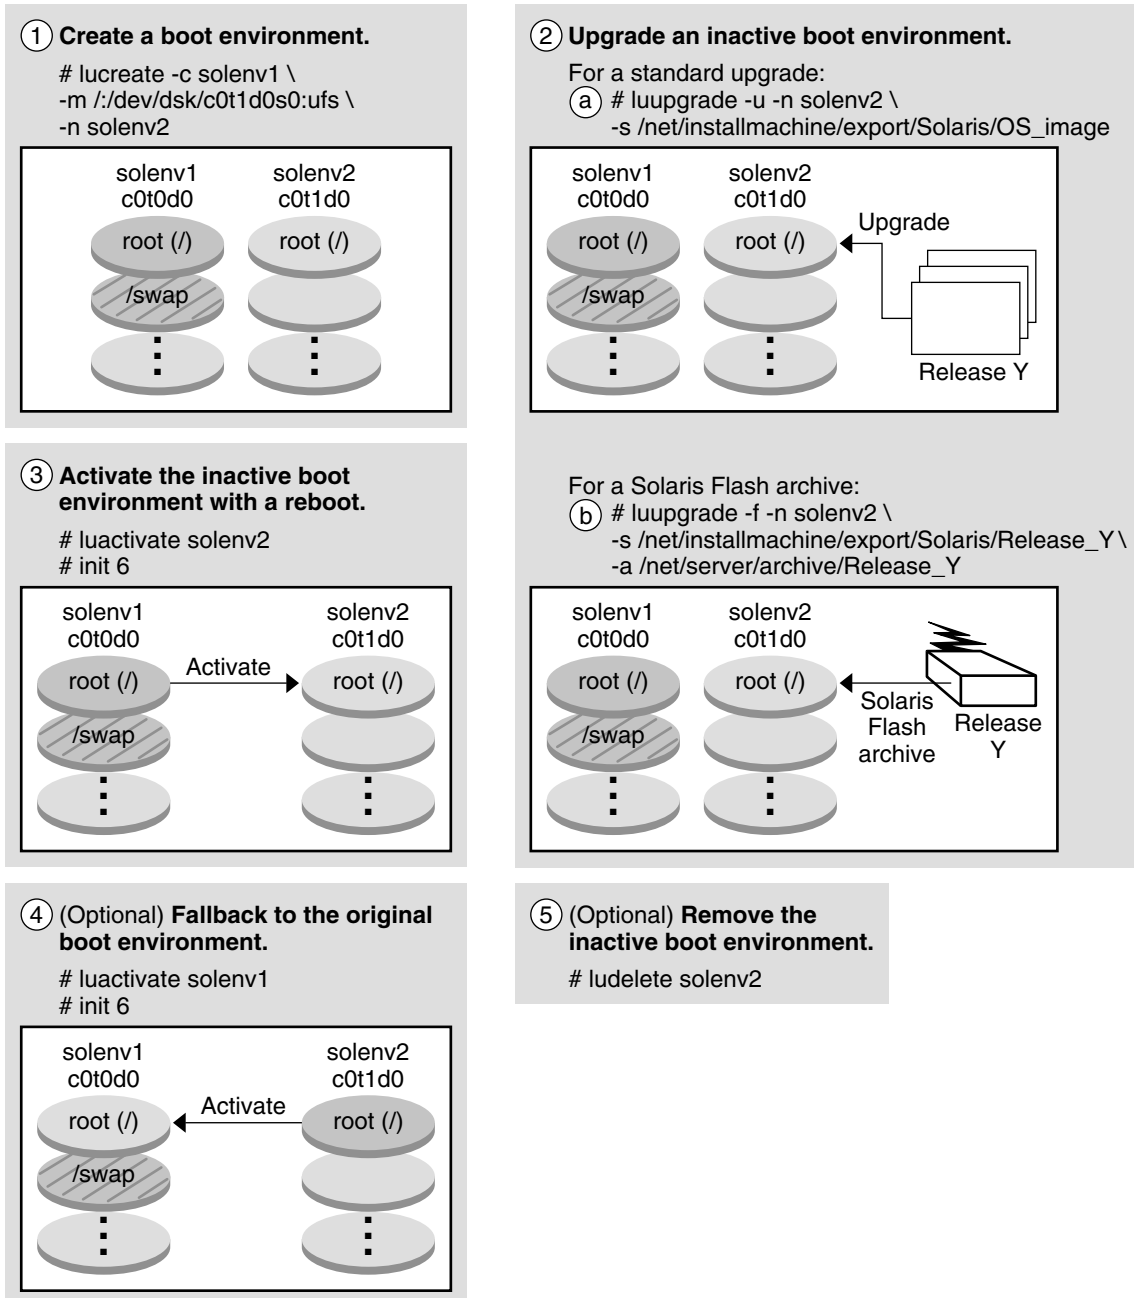 1 Create a boot environment.
# lucreate -c solenv1 \
-m /:/dev/dsk/c0t1d0s0:ufs \
-n solenv2
solenv1
c0t0d0
root (/)
/swap
solenv2
c0t1d0
root (/)
2 Upgrade an inactive boot environment.
For a standard upgrade:
a # luupgrade -u -n solenv2 \
-s /net/installmachine/export/Solaris/OS_image
solenv1
c0t0d0
root (/)
/swap
solenv2
c0t1d0
root (/)
Upgrade
Release Y
For a Solaris Flash archive:
b # luupgrade -f -n solenv2 \
-s /net/installmachine/export/Solaris/Release_Y \
-a /net/server/archive/Release_Y
solenv1
c0t0d0
root (/)
/swap
solenv2
c0t1d0
root (/)
Solaris
Flash
archive
Release
Y
3 Activate the inactive boot
environment with a reboot.
# luactivate solenv2
# init 6
solenv1
c0t0d0
root (/)
/swap
Activate
solenv2
c0t1d0
root (/)
4 (Optional) Fallback to the original
boot environment.
# luactivate solenv1
# init 6
solenv1
c0t0d0
root (/)
/swap
Activate
solenv2
c0t1d0
root (/)
5 (Optional) Remove the
inactive boot environment.
# ludelete solenv2